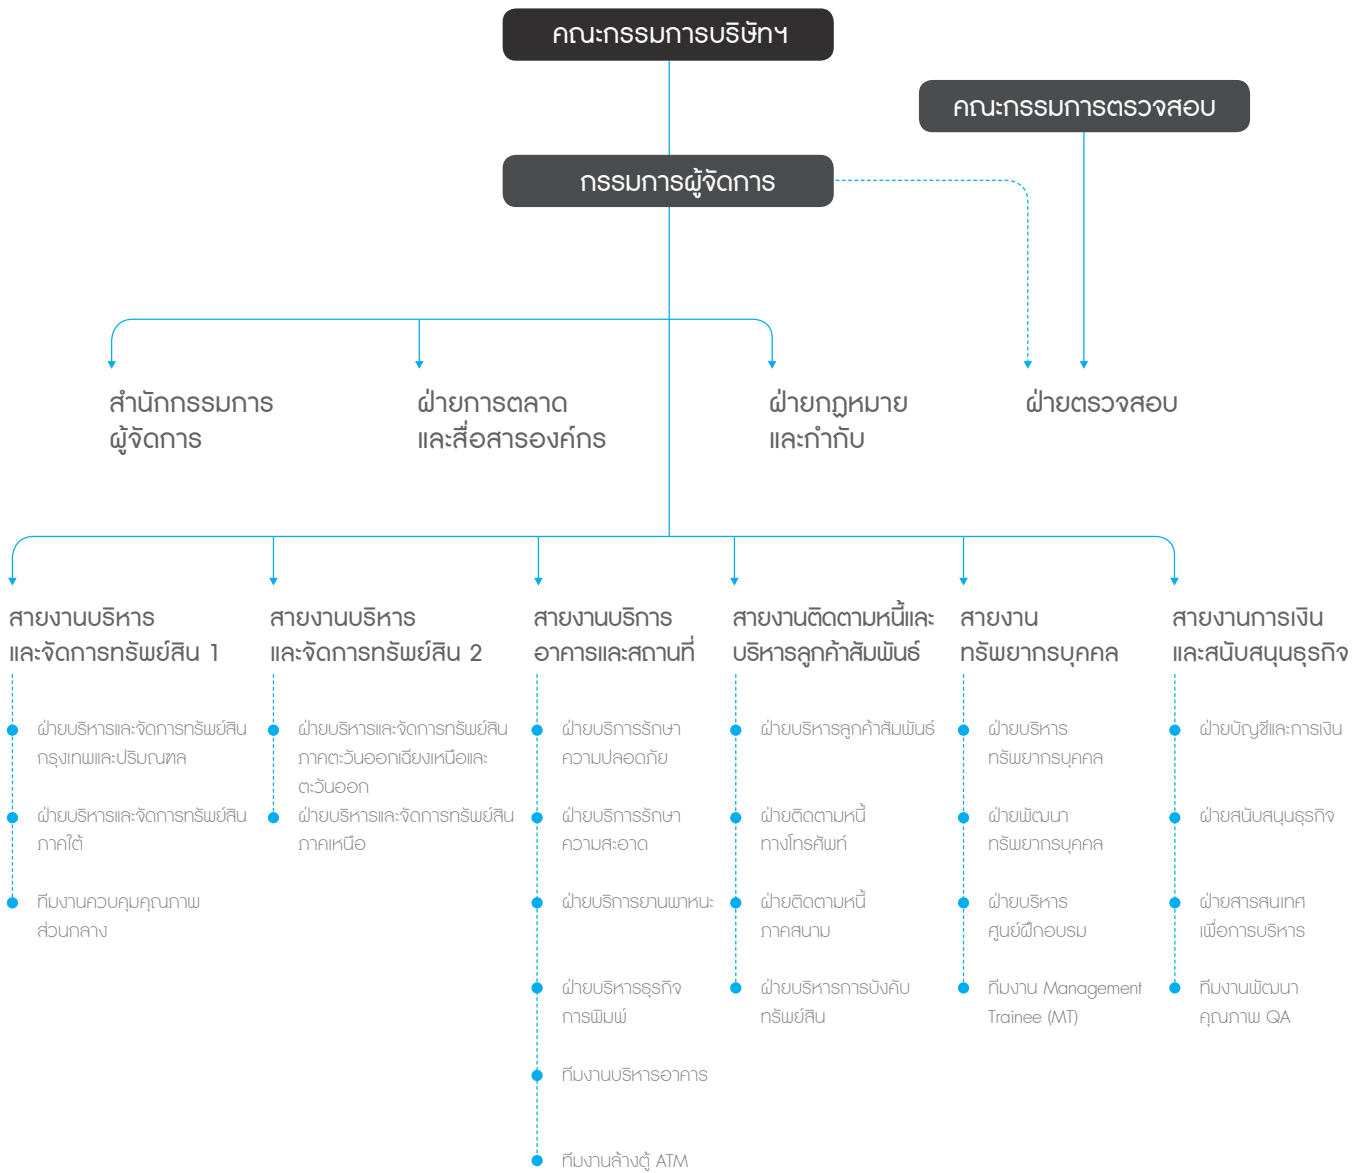 คณะกรรมการบริษัทฯ
คณะกรรมการตรวจสอบ
กรรมการผู้จัดการ
สำนักกรรมการ
ผู้จัดการ
ฝ่ายการตลาด
และสื่อสารองค์กร
ฝ่ายกฏหมาย
และกำกับ
ฝ่ายตรวจสอบ
สายงานบริหาร
และจัดการทรัพย์สิน 1
ฝ่ายบริหารและจัดการทรัพย์สิน
กรุงเทพและปริมณฑล
ฝ่ายบริหารและจัดการทรัพย์สิน
ภาคใต้
ทีมงานควบคุมคุณภาพ
ส่วนกลาง
สายงานบริหาร
และจัดการทรัพย์สิน 2
ฝ่ายบริหารและจัดการทรัพย์สิน
ภาคตะวันออกเฉียงเหนือและ
ตะวันออก
ฝ่ายบริหารและจัดการทรัพย์สิน
ภาคเหนือ
สายงานบริการ
อาคารและสถานที่
ฝ่ายบริการรักษา
ความปลอดภัย
ฝ่ายบริการรักษา
ความสะอาด
ฝ่ายบริการยานพาหนะ
ฝ่ายบริหารธุรกิจ
การพิมพ์
ทีมงานบริหารอาคาร
ทีมงานล้างตู้ ATM
สายงานติดตามหนี้และ
บริหารลูกค้าสัมพันธ์
ฝ่ายบริหารลูกค้าสัมพันธ์
ฝ่ายติดตามหนี้
ทางโทรศัพท์
ฝ่ายติดตามหนี้
ภาคสนาม
ฝ่ายบริหารการบังคับ
ทรัพย์สิน
สายงาน
ทรัพยากรบุคคล
ฝ่ายบริหาร
ทรัพยากรบุคคล
ฝ่ายพัฒนา
ทรัพยากรบุคคล
ฝ่ายบริหาร
ศูนย์ฝึกอบรม
ทีมงาน Management
Trainee (MT)
สายงานการเงิน
และสนับสนุนธุรกิจ
ฝ่ายบัญชีและการเงิน
ฝ่ายสนับสนุนธุรกิจ
ฝ่ายสารสนเทศ
เพื่อการบริหาร
ทีมงานพัฒนา
คุณภาพ QA